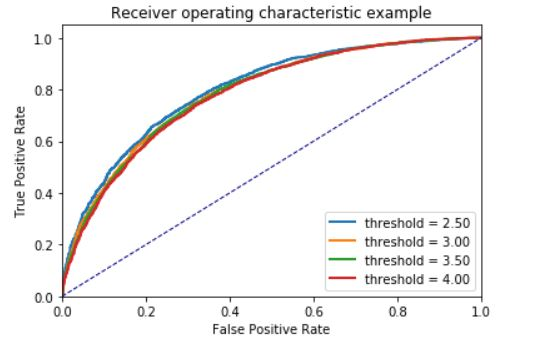 Receiver operating characteristic example
1.0
0.8
0.6
0.4
0.2
0.0
True Positive Rate
threshold = 2.50
threshold = 3.00
threshold = 3.50
threshold = 4.00
0.0 0.2 0.4 0.6 0.8 1.0
False Positive Rate